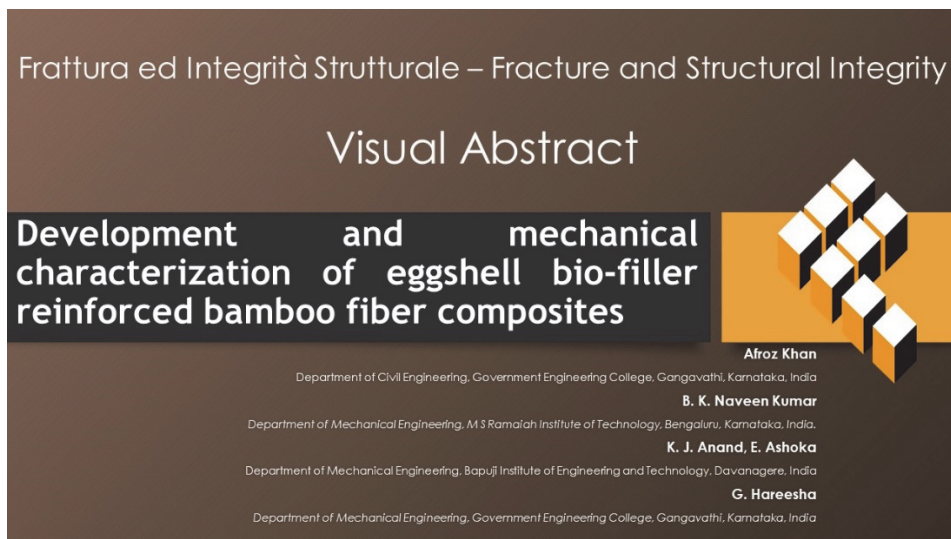 Frattura ed Integrità Strutturale – Fracture and Structural Integrity
Visual Abstract
Development and mechanical
characterization of eggshell bio-filler
reinforced bamboo fiber composites
Afroz Khan
Department of Civil Engineering, Government Engineering College, Gangavathi, Karnataka, India
B. K. Naveen Kumar
Department of Mechanical Engineering, M S Ramaiah Institute of Technology, Bengaluru, Karnataka, India.
K. J. Anand, E. Ashoka
Department of Mechanical Engineering, Bapuji Institute of Engineering and Technology, Davanagere, India
G. Hareesha
Department of Mechanical Engineering, Government Engineering College, Gangavathi, Karnataka, India